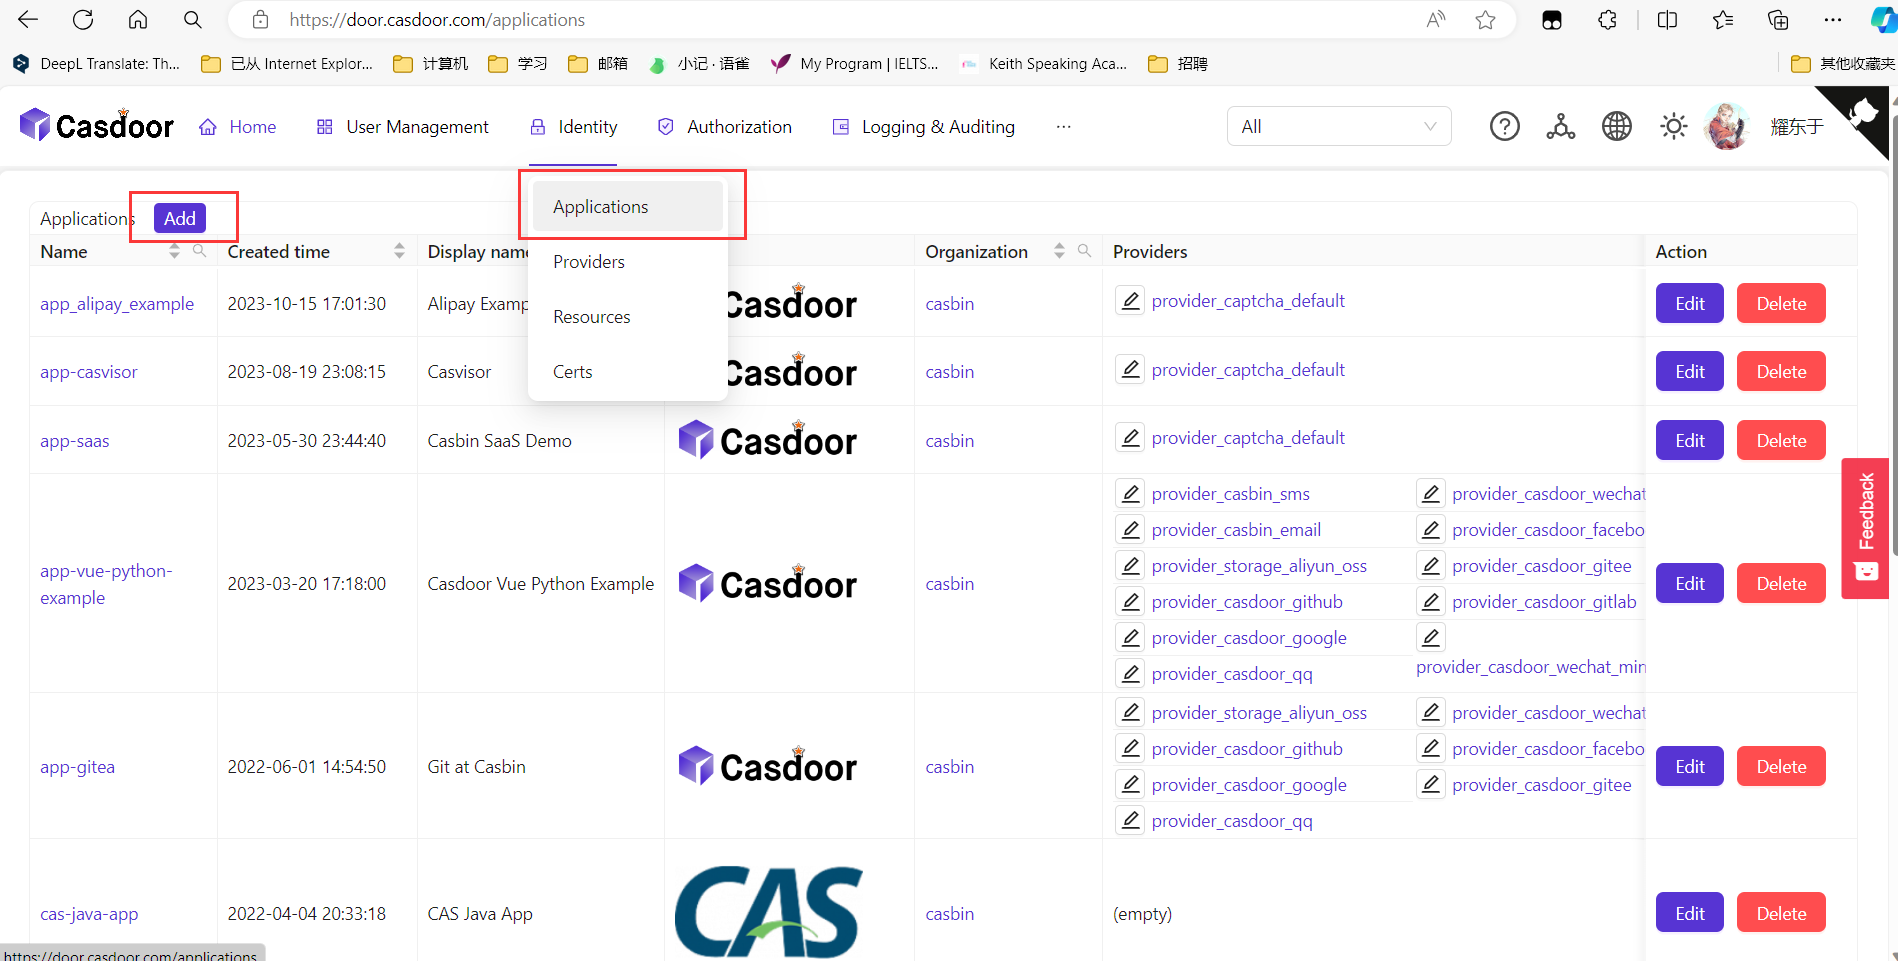 https://door.casdoor.com/applications
DeepL Translate: Th...
已从 Internet Explor...
计算机
学习
邮箱
小记 · 语雀
My Program | IELTS...
Keith Speaking Aca...
招聘
其他收藏夹
Casdoor
Home
User Management
Identity
Authorization
Logging & Auditing
...
All
耀东于
Applications
Add
Applications
Providers
Resources
Certs
Name
Created time
Display name
Organization
Providers
Action
app_alipay_example
2023-10-15 17:01:30
Alipay Examp
Casdoor
casbin
provider_captcha_default
Edit
Delete
app-casvisor
2023-08-19 23:08:15
Casvisor
Casdoor
casbin
provider_captcha_default
Edit
Delete
app-saas
2023-05-30 23:44:40
Casbin SaaS Demo
Casdoor
casbin
provider_captcha_default
Edit
Delete
app-vue-python-
example
2023-03-20 17:18:00
Casdoor Vue Python Example
Casdoor
casbin
provider_casbin_sms
provider_casbin_email
provider_storage_aliyun_oss
provider_casdoor_github
provider_casdoor_google
provider_casdoor_qq
provider_casdoor_wechat
provider_casdoor_facebo
provider_casdoor_gitee
provider_casdoor_gitlab
provider_casdoor_wechat_min
Edit
Delete
app-gitea
2022-06-01 14:54:50
Git at Casbin
Casdoor
casbin
provider_storage_aliyun_oss
provider_casdoor_github
provider_casdoor_google
provider_casdoor_qq
provider_casdoor_wechat
provider_casdoor_facebo
provider_casdoor_gitee
Edit
Delete
cas-java-app
2022-04-04 20:33:18
CAS Java App
CAS
casbin
(empty)
Edit
Delete
Feedback
https://door.casdoor.com/applications